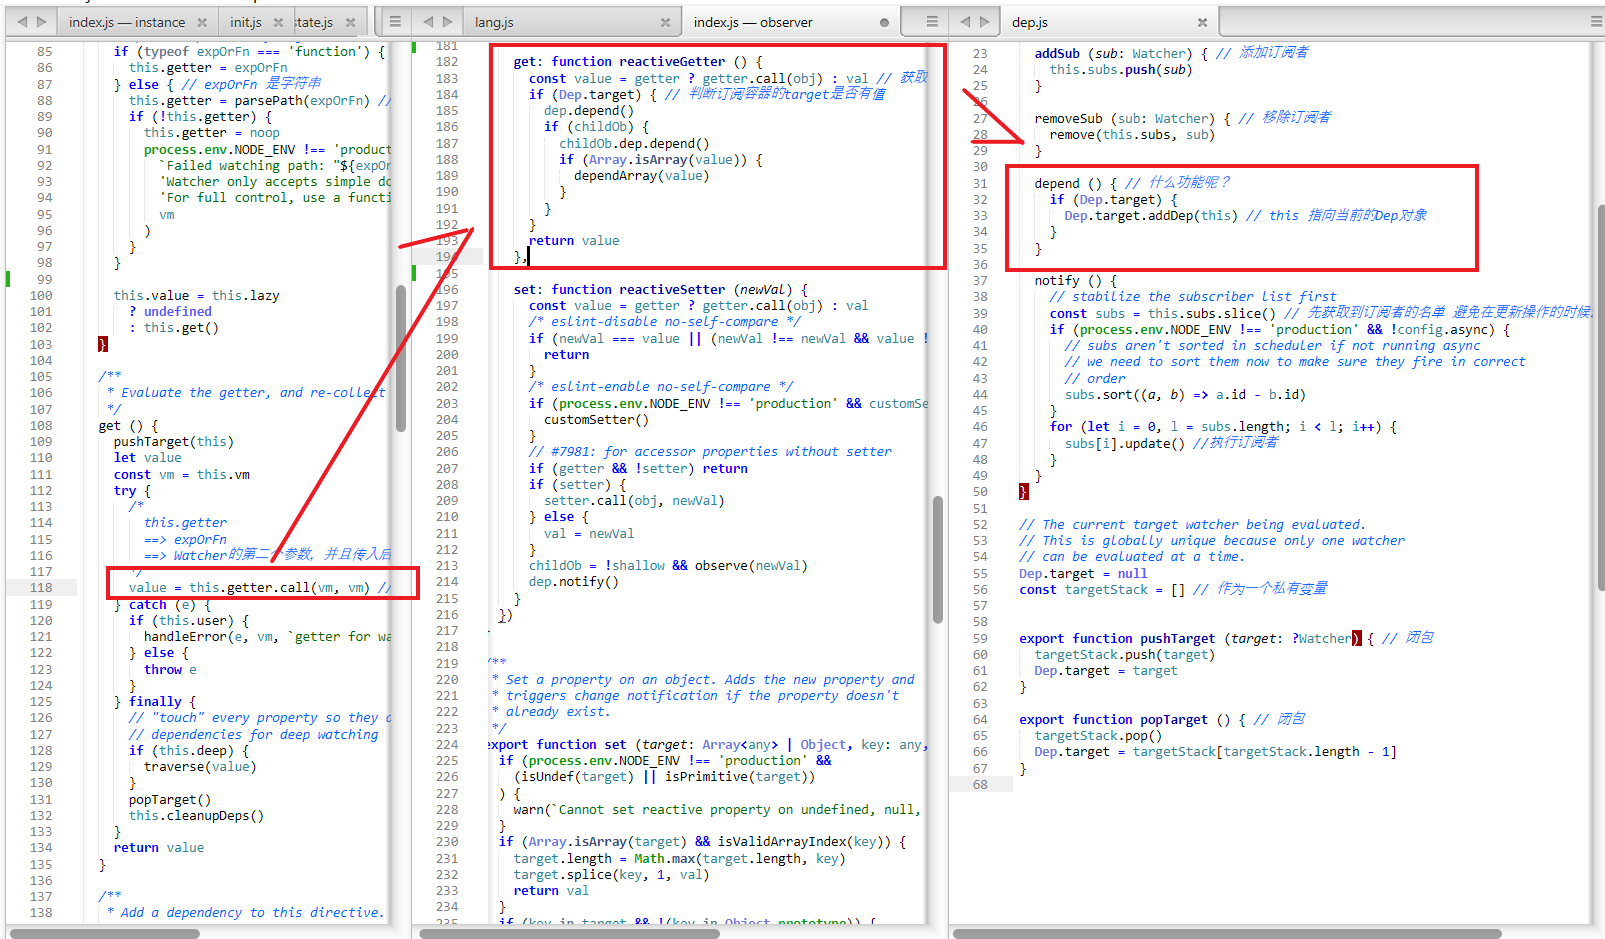 index.js — instance
init.js
state.js
lang.js
index.js — observer
dep.js
85 if (typeof expOrFn === 'function') {
86 this.getter = expOrFn
87 } else { // expOrFn 是字符串
88 this.getter = parsePath(expOrFn) //
89 if (!this.getter) {
90 this.getter = noop
91 process.env.NODE_ENV !== 'product
92 `Failed watching path: "${expOr
93 'Watcher only accepts simple do
94 'For full control, use a functi
95 vm
96 )
97 }
98 }
99
100 this.value = this.lazy
101 ? undefined
102 : this.get()
103 }
104
105 /**
106 * Evaluate the getter, and re-collect
107 */
108 get () {
109 pushTarget(this)
110 let value
111 const vm = this.vm
112 try {
113 /*
114 this.getter
115 ==> expOrFn
116 ==> Watcher的第二个参数, 并且传入后
117 */
118 value = this.getter.call(vm, vm) //
119 } catch (e) {
120 if (this.user) {
121 handleError(e, vm, `getter for wa
122 } else {
123 throw e
124 }
125 } finally {
126 // "touch" every property so they a
127 // dependencies for deep watching
128 if (this.deep) {
129 traverse(value)
130 }
131 popTarget()
132 this.cleanupDeps()
133 }
134 return value
135 }
136
137 /**
138 * Add a dependency to this directive.
181
182 get: function reactiveGetter () {
183 const value = getter ? getter.call(obj) : val // 获取
184 if (Dep.target) { // 判断订阅容器的target是否有值
185 dep.depend()
186 if (childOb) {
187 childOb.dep.depend()
188 if (Array.isArray(value)) {
189 dependArray(value)
190 }
191 }
192 }
193 return value
194 },
195
196 set: function reactiveSetter (newVal) {
197 const value = getter ? getter.call(obj) : val
198 /* eslint-disable no-self-compare */
199 if (newVal === value || (newVal !== newVal && value !
200 return
201 }
202 /* eslint-enable no-self-compare */
203 if (process.env.NODE_ENV !== 'production' && customSe
204 customSetter()
205 }
206 // #7981: for accessor properties without setter
207 if (getter && !setter) return
208 if (setter) {
209 setter.call(obj, newVal)
210 } else {
211 val = newVal
212 }
213 childOb = !shallow && observe(newVal)
214 dep.notify()
215 }
216 })
217 }
218
219 /**
220 * Set a property on an object. Adds the new property and
221 * triggers change notification if the property doesn't
222 * already exist.
223 */
224 export function set (target: Array<any> | Object, key: any,
225 if (process.env.NODE_ENV !== 'production' &&
226 (isUndef(target) || isPrimitive(target))
227 ) {
228 warn(`Cannot set reactive property on undefined, null,
229 }
230 if (Array.isArray(target) && isValidArrayIndex(key)) {
231 target.length = Math.max(target.length, key)
232 target.splice(key, 1, val)
233 return val
234 }
235 if (key in target && !(key in Object.prototype)) {
23 addSub (sub: Watcher) { // 添加订阅者
24 this.subs.push(sub)
25 }
26
27 removeSub (sub: Watcher) { // 移除订阅者
28 remove(this.subs, sub)
29 }
30
31 depend () { // 什么功能呢？
32 if (Dep.target) {
33 Dep.target.addDep(this) // this 指向当前的Dep对象
34 }
35 }
36
37 notify () {
38 // stabilize the subscriber list first
39 const subs = this.subs.slice() // 先获取到订阅者的名单 避免在更新操作的时候
40 if (process.env.NODE_ENV !== 'production' && !config.async) {
41 // subs aren't sorted in scheduler if not running async
42 // we need to sort them now to make sure they fire in correct
43 // order
44 subs.sort((a, b) => a.id - b.id)
45 }
46 for (let i = 0, l = subs.length; i < l; i++) {
47 subs[i].update() //执行订阅者
48 }
49 }
50 }
51
52 // The current target watcher being evaluated.
53 // This is globally unique because only one watcher
54 // can be evaluated at a time.
55 Dep.target = null
56 const targetStack = [] // 作为一个私有变量
57
58
59 export function pushTarget (target: ?Watcher) { // 闭包
60 targetStack.push(target)
61 Dep.target = target
62 }
63
64 export function popTarget () { // 闭包
65 targetStack.pop()
66 Dep.target = targetStack[targetStack.length - 1]
67 }
68